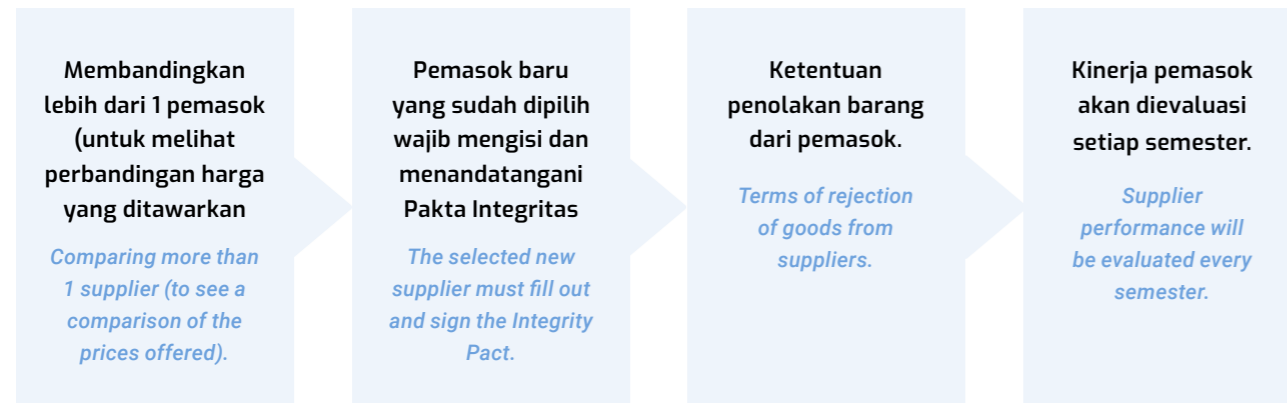 Membandingkan
lebih dari 1 pemasok
(untuk melihat
perbandingan harga
yang ditawarkan
Comparing more than
1 supplier (to see a
comparison of the
prices offered).
Pemasok baru
yang sudah dipilih
wajib mengisi dan
menandatangani
Pakta Integritas
The selected new
supplier must fill out
and sign the Integrity
Pact.
Ketentuan
penolakan barang
dari pemasok.
Terms of rejection
of goods from
suppliers.
Kinerja pemasok
akan dievaluasi
setiap semester.
Supplier
performance will
be evaluated every
semester.